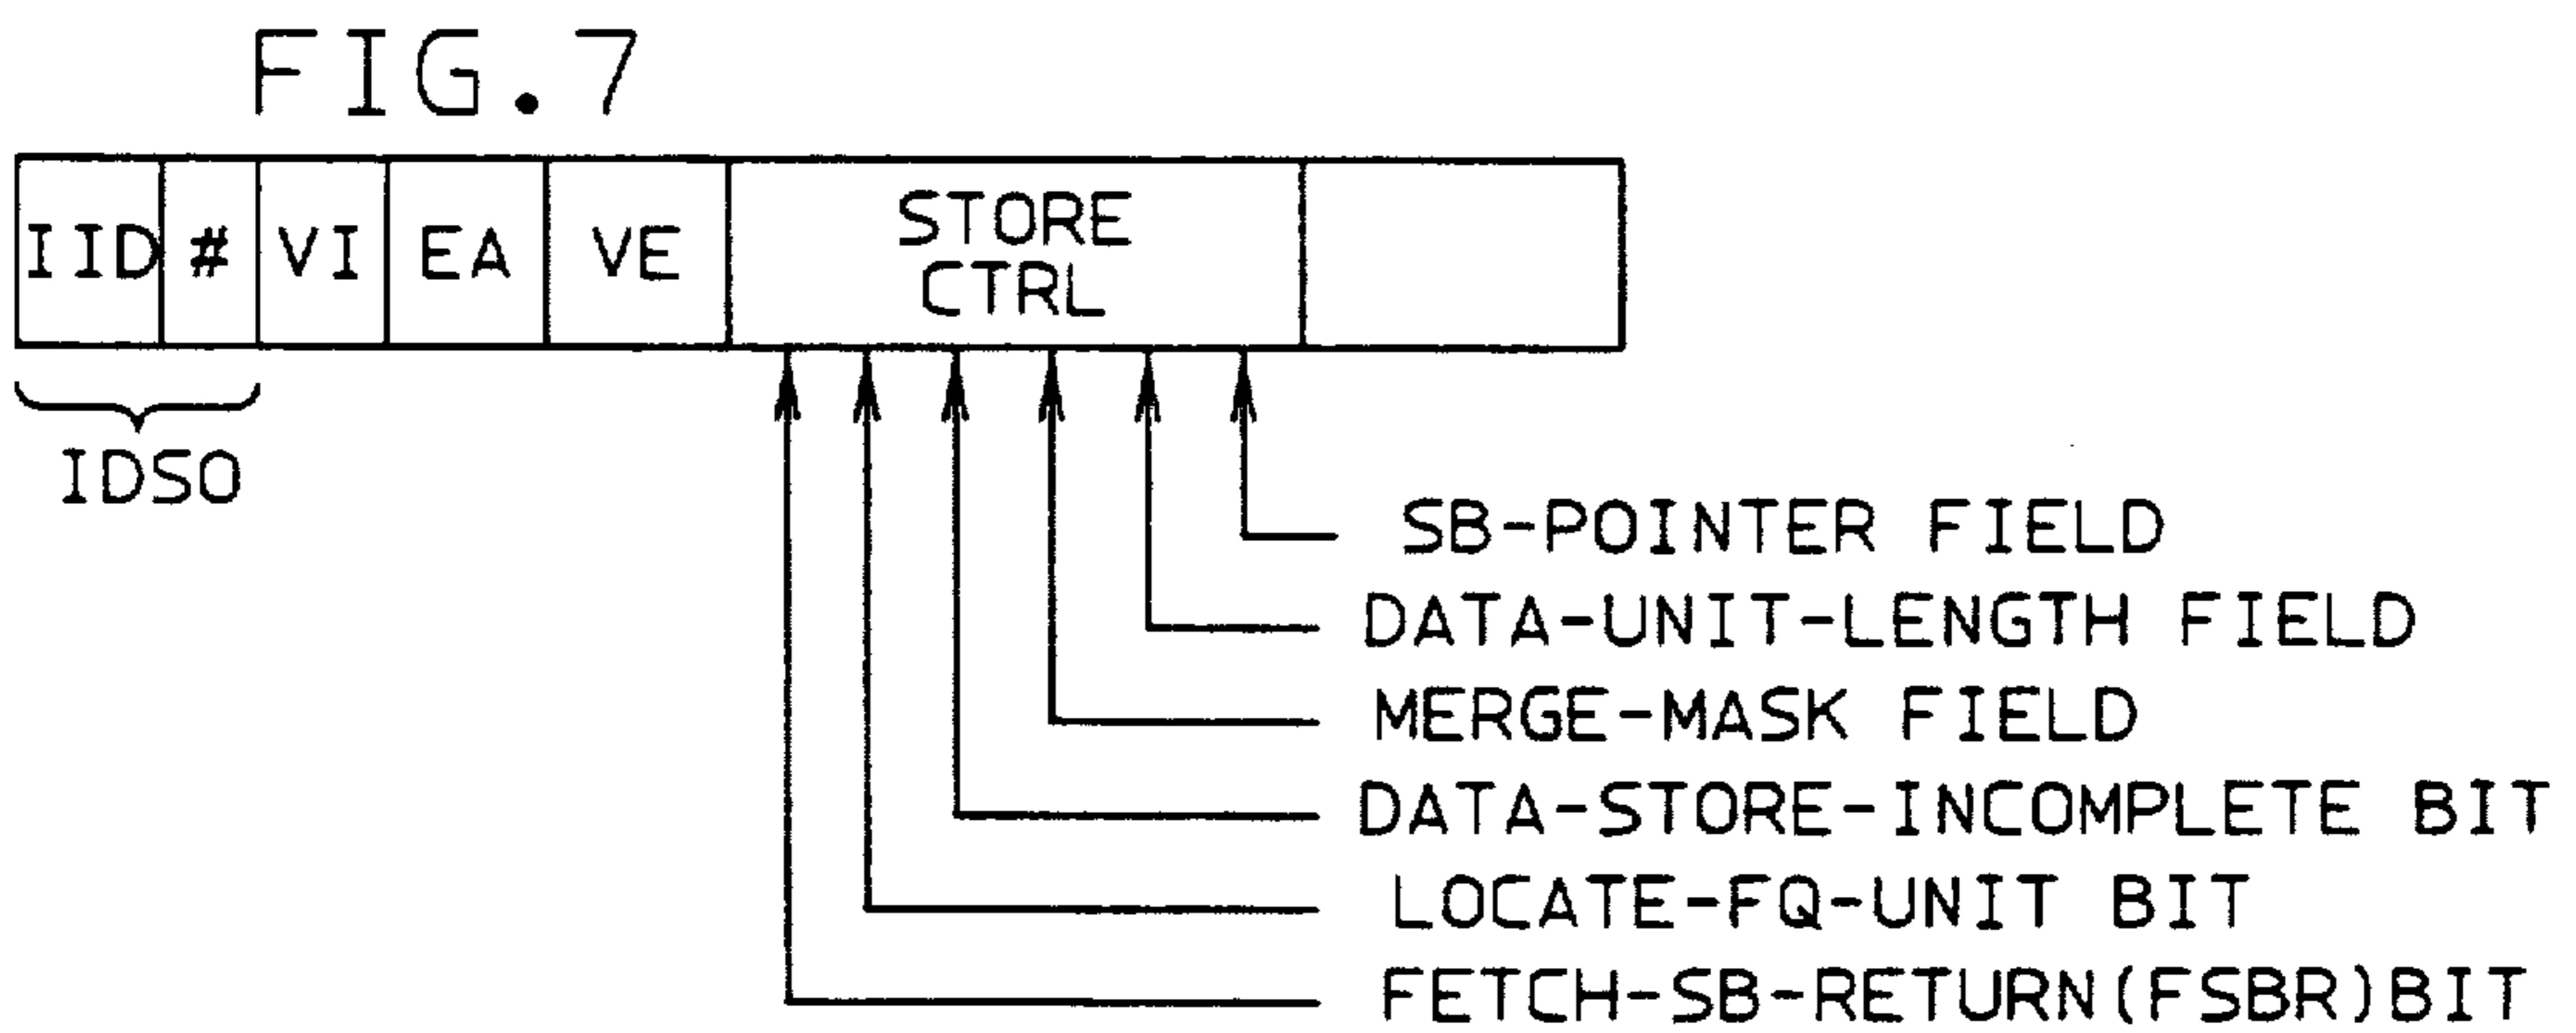 FIG.7
IID # VI EA VE STORE
CTRL
IDSO
SB-POINTER FIELD
DATA-UNIT-LENGTH FIELD
MERGE-MASK FIELD
DATA-STORE-INCOMPLETE BIT
LOCATE-FQ-UNIT BIT
FETCH-SB-RETURN(FSBR)BIT